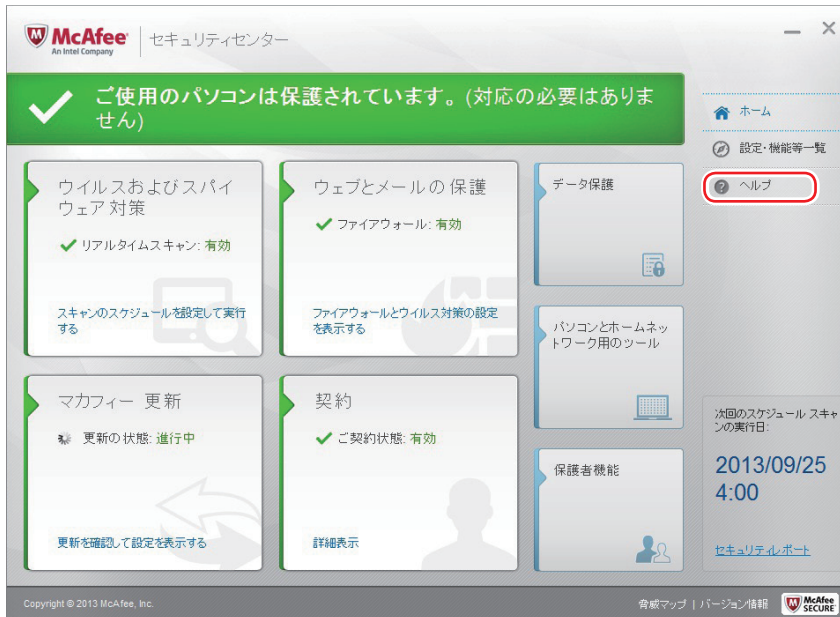 McAfee
An Intel Company
セキュリティセンター
ご使用のパソコンは保護されています。(対応の必要はありま
せん)
ホーム
設定・機能等一覧
ヘルプ
ウイルスおよびスパイ
ウェア対策
リアルタイムスキャン: 有効
スキャンのスケジュールを設定して実行
する
ウェブとメールの保護
ファイアウォール: 有効
ファイアウォールとウイルス対策の設定
を表示する
データ保護
パソコンとホームネッ
トワーク用のツール
マカフィー 更新
更新の状態: 進行中
更新を確認して設定を表示する
契約
ご契約状態: 有効
詳細表示
保護者機能
次回のスケジュール スキャ
ンの実行日:
2013/09/25
4:00
セキュリティレポート
Copyright © 2013 McAfee, Inc.
脅威マップ | バージョン情報
McAfee
SECURE